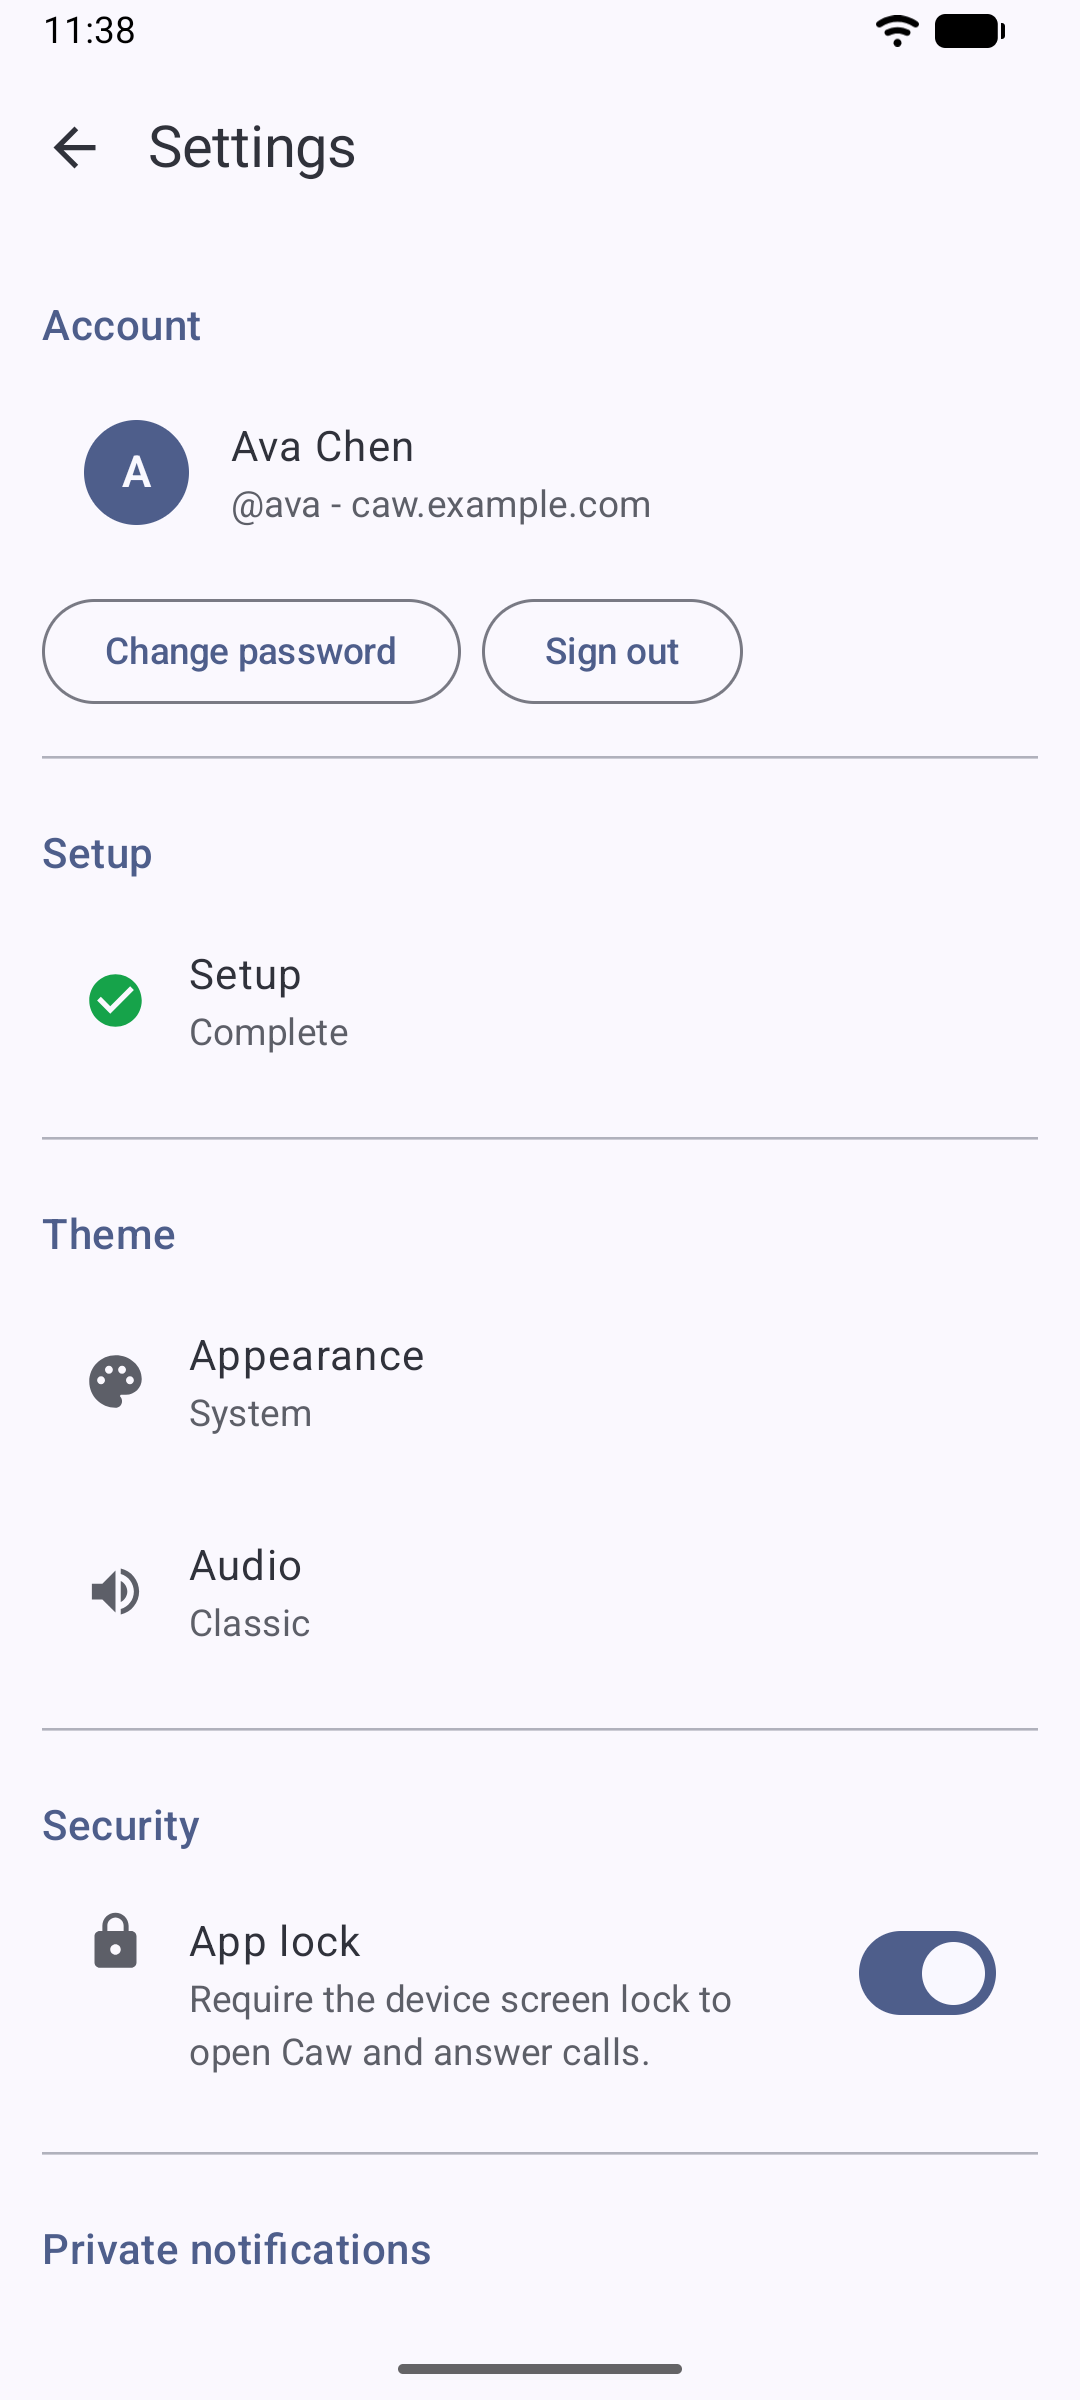 11:38
Settings
Account
A
Ava Chen
@ava - caw.example.com
Change password
Sign out
Setup
Setup
Complete
Theme
Appearance
System
Audio
Classic
Security
App lock
Require the device screen lock to
open Caw and answer calls.
Private notifications